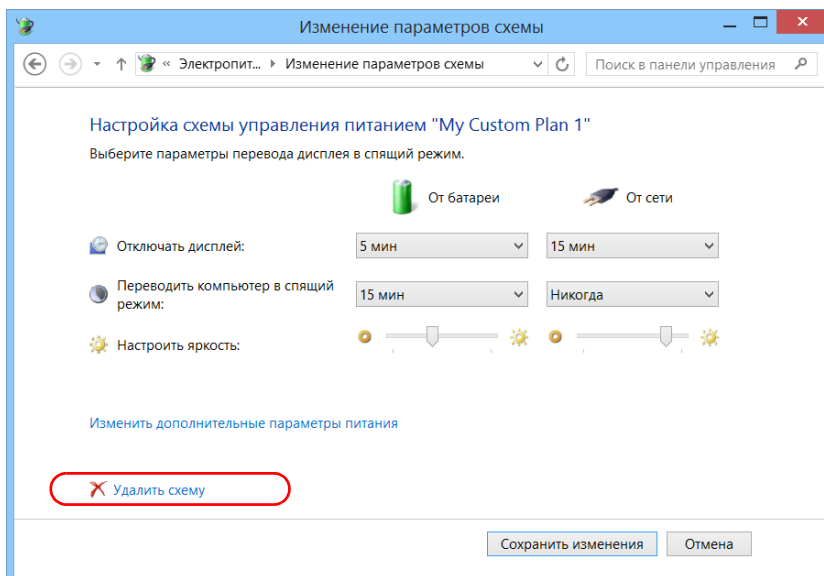 Изменение параметров схемы
« Электропит... Изменение параметров схемы Поиск в панели управления
Настройка схемы управления питанием "My Custom Plan 1"
Выберите параметры перевода дисплея в спящий режим.
От батареи От сети
Отключать дисплей: 5 мин 15 мин
Переводить компьютер в спящий
режим: 15 мин Никогда
Настроить яркость:
Изменить дополнительные параметры питания
Удалить схему
Сохранить изменения Отмена